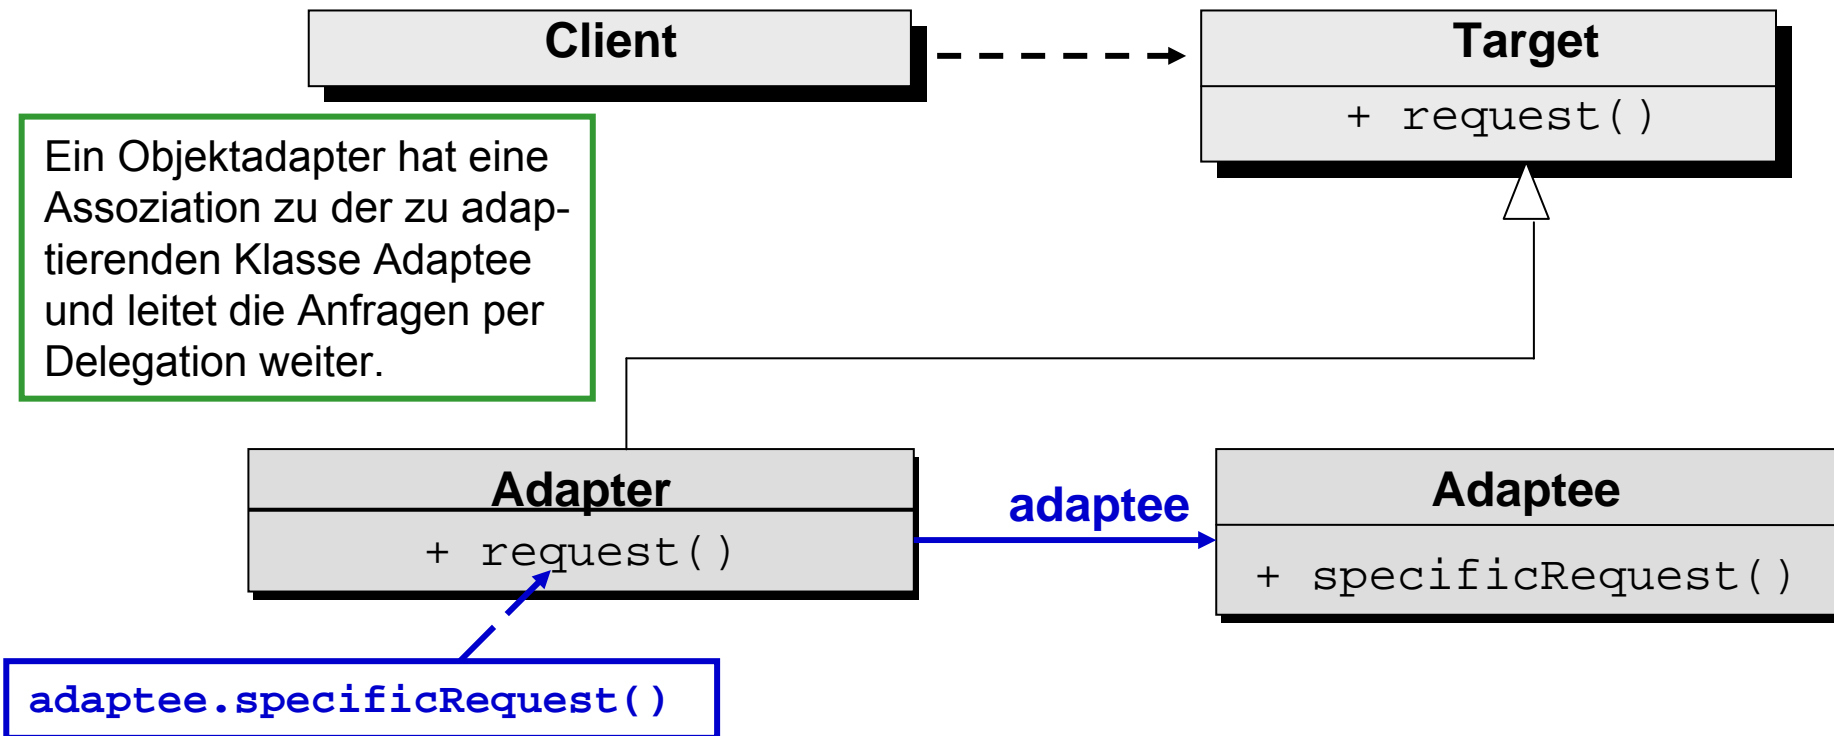 Client
Target
+ request()
Ein Objektadapter hat eine
Assoziation zu der zu adap-
tierenden Klasse Adaptee
und leitet die Anfragen per
Delegation weiter.
Adapter
+ request()
adaptee
Adaptee
+ specificRequest()
adaptee.specificRequest()